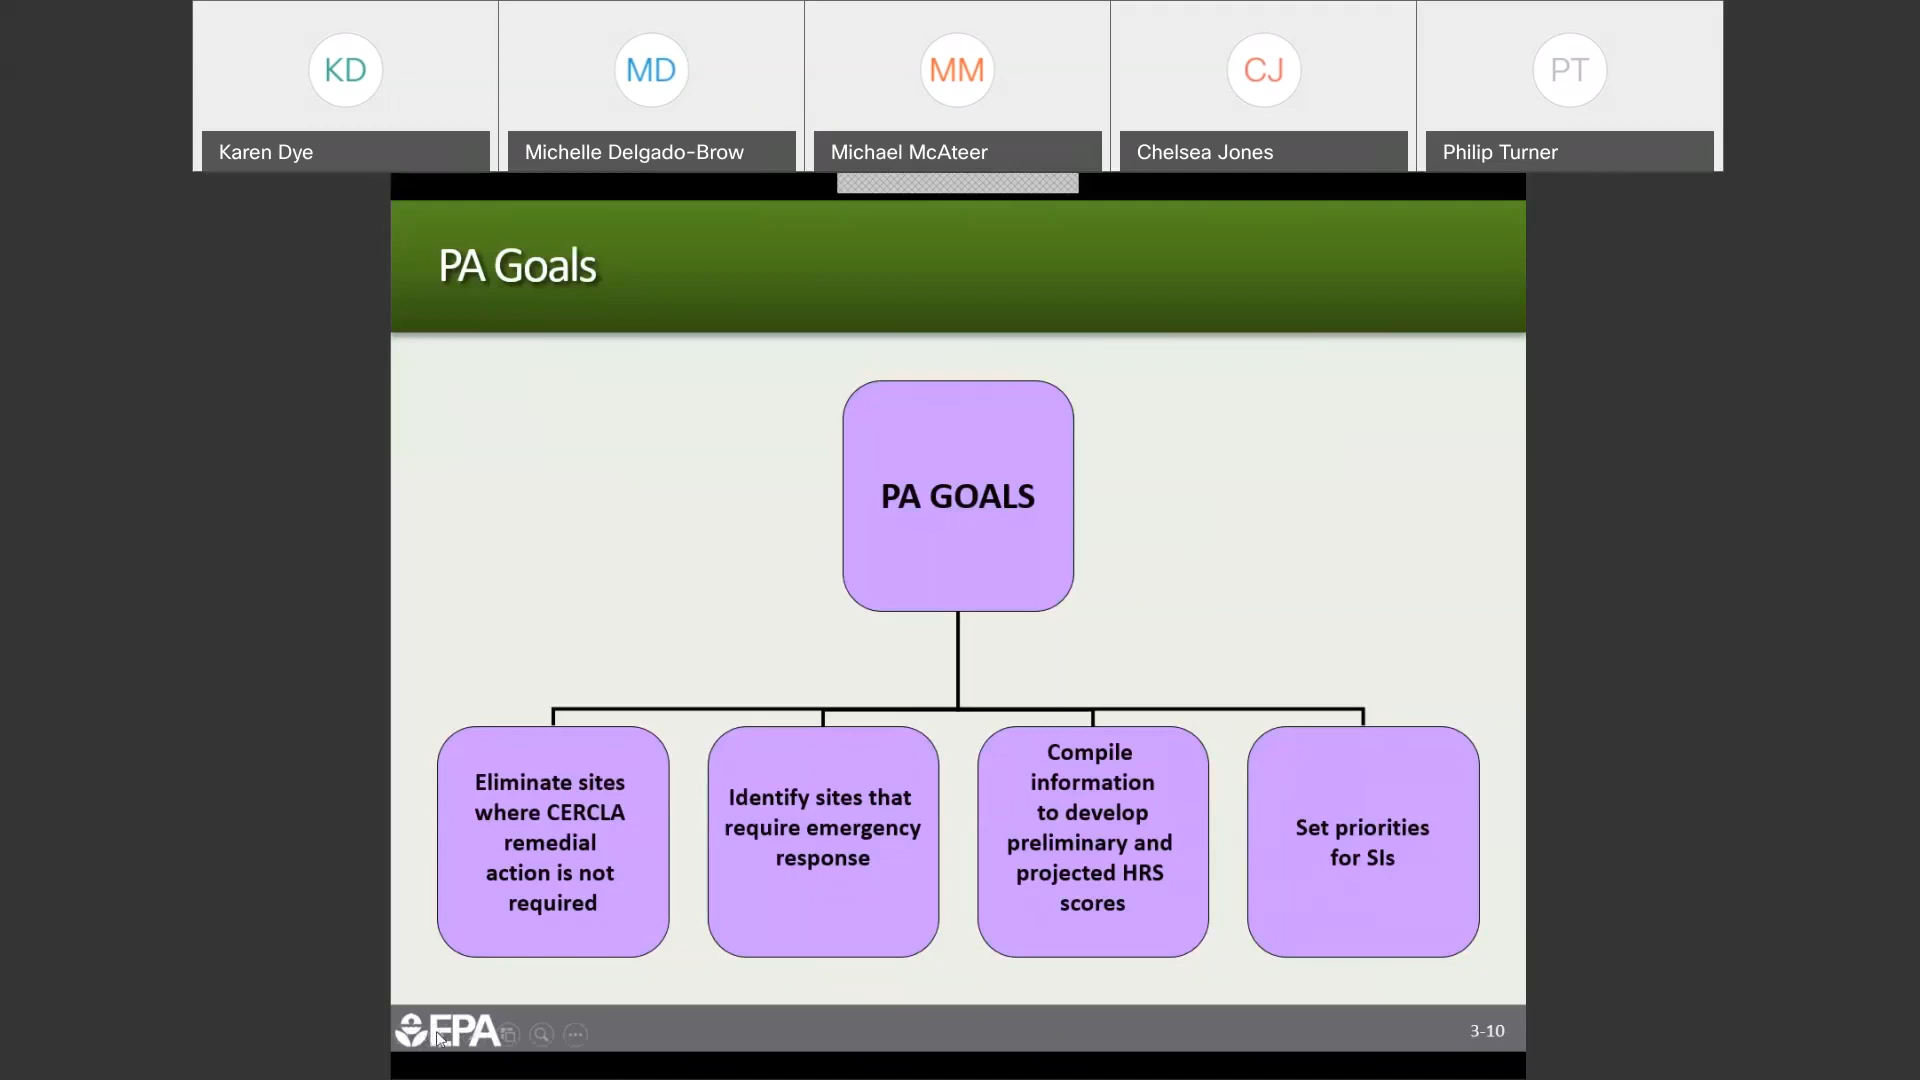 KD
MD
MM
CJ
PT
Karen Dye
Michelle Delgado-Brow
Michael McAteer
Chelsea Jones
Philip Turner
PA Goals
PA GOALS
Eliminate sites
where CERCLA
remedial
action is not
required
Identify sites that
require emergency
response
Compile
information
to develop
preliminary and
projected HRS
scores
Set priorities
for SIs
EPA
3-10